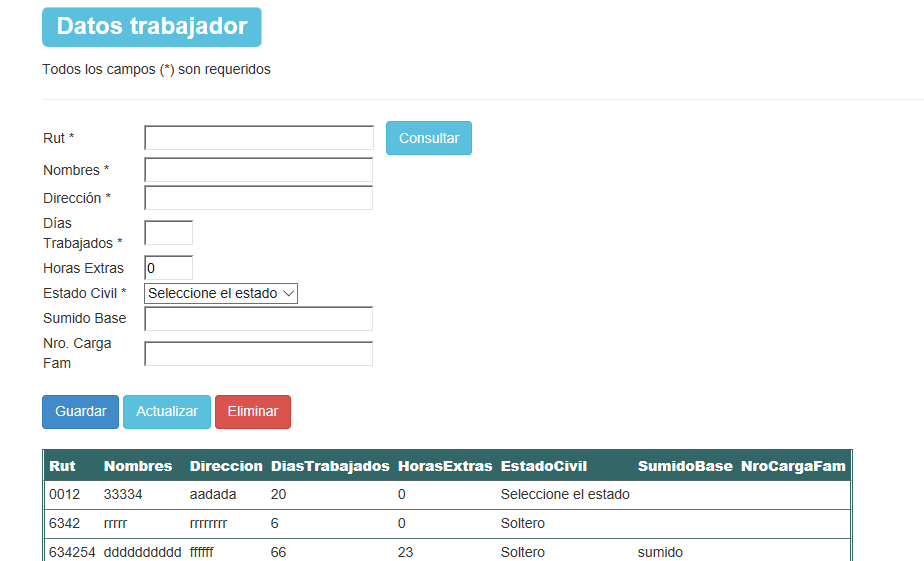 Datos trabajador
Todos los campos (*) son requeridos
Rut *
Consultar
Nombres *
Dirección *
Días
Trabajados *
Horas Extras 0
Estado Civil * Seleccione el estado
Sumido Base
Nro. Carga
Fam
Guardar Actualizar Eliminar
Rut Nombres Direccion DiasTrabajados HorasExtras EstadoCivil SumidoBase NroCargaFam
0012 33334 aadada 20 0 Seleccione el estado
6342 rrrrr rrrrrrrr 6 0 Soltero
634254 dddddddddd ffffff 66 23 Soltero sumido